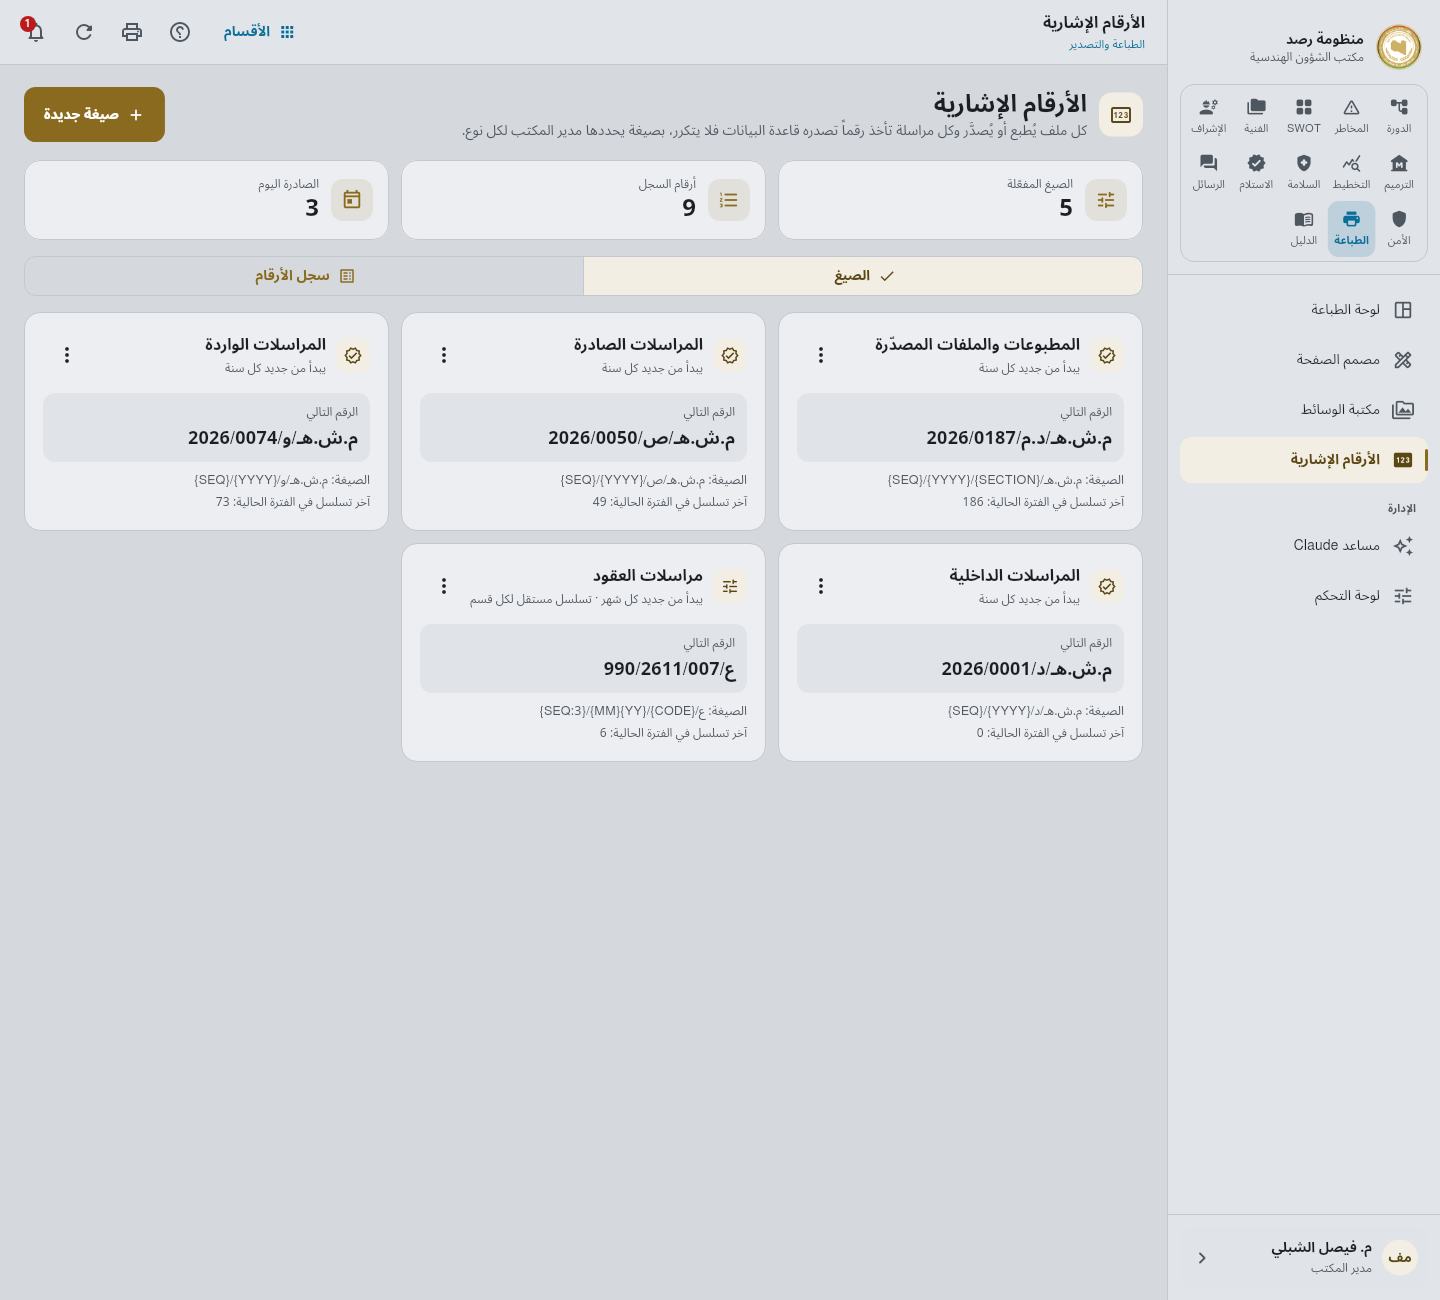 منظومة رصد
مكتب الشؤون الهندسية
الدورة
المخاطر
SWOT
الفنية
الإشراف
الترميم
التخطيط
السلامة
الاستلام
الرسائل
الأمن
الطباعة
الدليل
لوحة الطباعة
مصمم الصفحة
مكتبة الوسائط
الأرقام الإشارية
الإدارة
مساعد Claude
لوحة التحكم
م. فيصل الشبلي
مدير المكتب
مف
الأرقام الإشارية
الطباعة والتصدير
الأقسام
1
الأرقام الإشارية
كل ملف يُطبع أو يُصدَّر وكل مراسلة تأخذ رقماً تصدره قاعدة البيانات فلا يتكرر، بصيغة يحددها مدير المكتب لكل نوع.
صيغة جديدة
الصيغ المفعّلة
5
أرقام السجل
9
الصادرة اليوم
3
الصيغ
سجل الأرقام
المطبوعات والملفات المصدّرة
يبدأ من جديد كل سنة
الرقم التالي
م.ش.هـ/د.م/2026/0187
الصيغة: م.ش.هـ/{SECTION}/{YYYY}/{SEQ}
آخر تسلسل في الفترة الحالية: 186
المراسلات الصادرة
يبدأ من جديد كل سنة
الرقم التالي
م.ش.هـ/ص/2026/0050
الصيغة: م.ش.هـ/ص/{YYYY}/{SEQ}
آخر تسلسل في الفترة الحالية: 49
المراسلات الواردة
يبدأ من جديد كل سنة
الرقم التالي
م.ش.هـ/و/2026/0074
الصيغة: م.ش.هـ/و/{YYYY}/{SEQ}
آخر تسلسل في الفترة الحالية: 73
المراسلات الداخلية
يبدأ من جديد كل سنة
الرقم التالي
م.ش.هـ/د/2026/0001
الصيغة: م.ش.هـ/د/{YYYY}/{SEQ}
آخر تسلسل في الفترة الحالية: 0
مراسلات العقود
يبدأ من جديد كل شهر · تسلسل مستقل لكل قسم
الرقم التالي
ع/990/2611/007
الصيغة: ع/{CODE}/{YY}{MM}/{SEQ:3}
آخر تسلسل في الفترة الحالية: 6